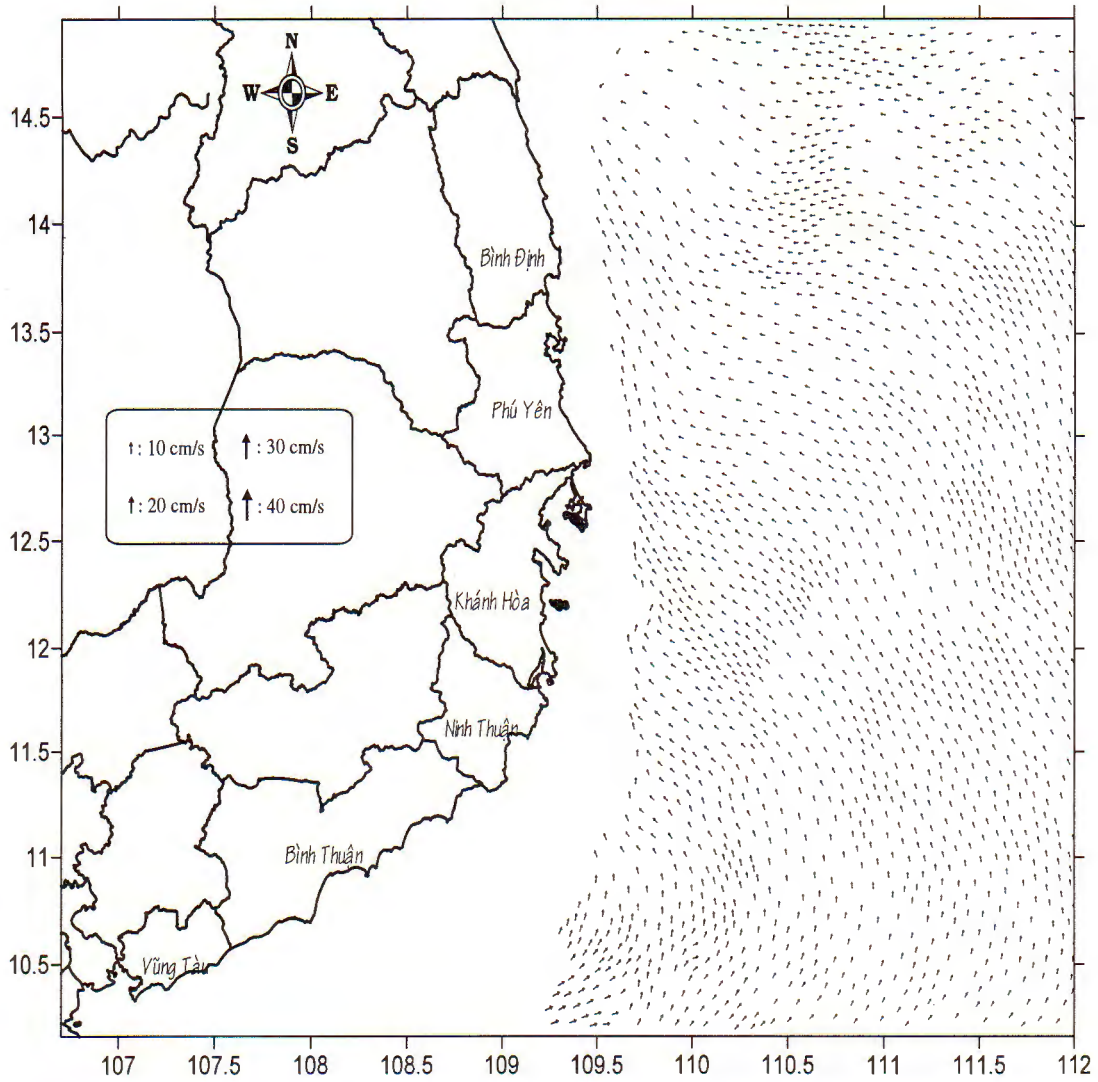 N
W E
S
14.5
14
13.5
13
12.5
12
11.5
11
10.5
Bình Định
Phú Yên
↑: 10 cm/s ↑: 30 cm/s
↑: 20 cm/s ↑: 40 cm/s
Khánh Hòa
Ninh Thuận
Bình Thuận
Vũng Tàu
107 107.5 108 108.5 109 109.5 110 110.5 111 111.5 112